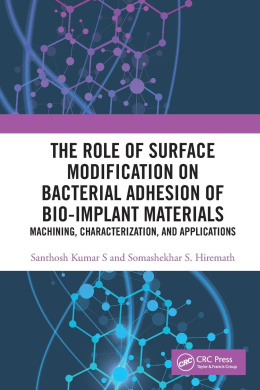 THE ROLE OF SURFACE
MODIFICATION ON
BACTERIAL ADHESION OF
BIO-IMPLANT MATERIALS
MACHINING, CHARACTERIZATION, AND APPLICATIONS
Santhosh Kumar S and Somashekhar S. Hiremath
CRC Press
Taylor & Francis Group